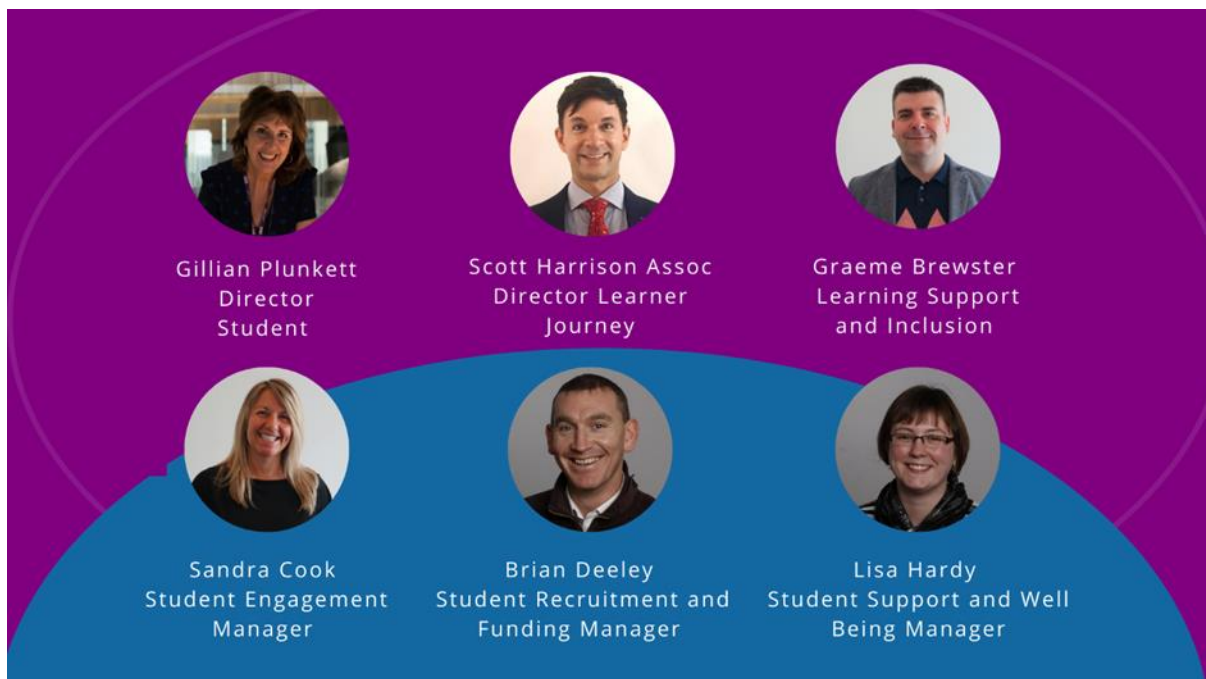 Gillian Plunkett
Director
Student
Scott Harrison Assoc
Director Learner
Journey
Graeme Brewster
Learning Support
and Inclusion
Sandra Cook
Student Engagement
Manager
Brian Deeley
Student Recruitment and
Funding Manager
Lisa Hardy
Student Support and Well
Being Manager